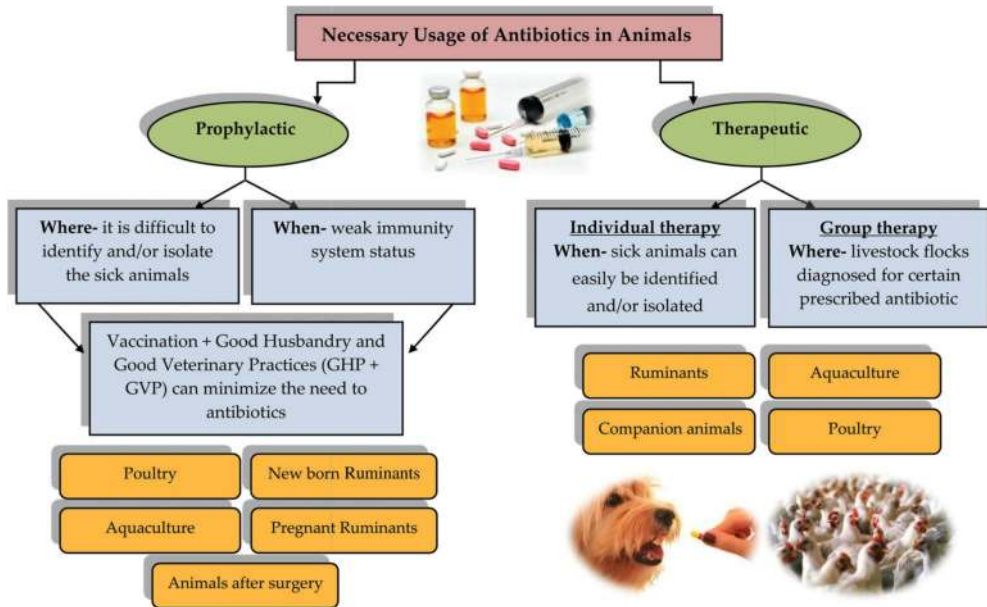 Necessary Usage of Antibiotics in Animals
Prophylactic
Therapeutic
Where- it is difficult to
identify and/or isolate
the sick animals
When- weak immunity
system status
Individual therapy
When- sick animals can
easily be identified
and/or isolated
Group therapy
Where- livestock flocks
diagnosed for certain
prescribed antibiotic
Vaccination + Good Husbandry and
Good Veterinary Practices (GHP +
GVP) can minimize the need to
antibiotics
Ruminants
Aquaculture
Companion animals
Poultry
Poultry
New born Ruminants
Aquaculture
Pregnant Ruminants
Animals after surgery